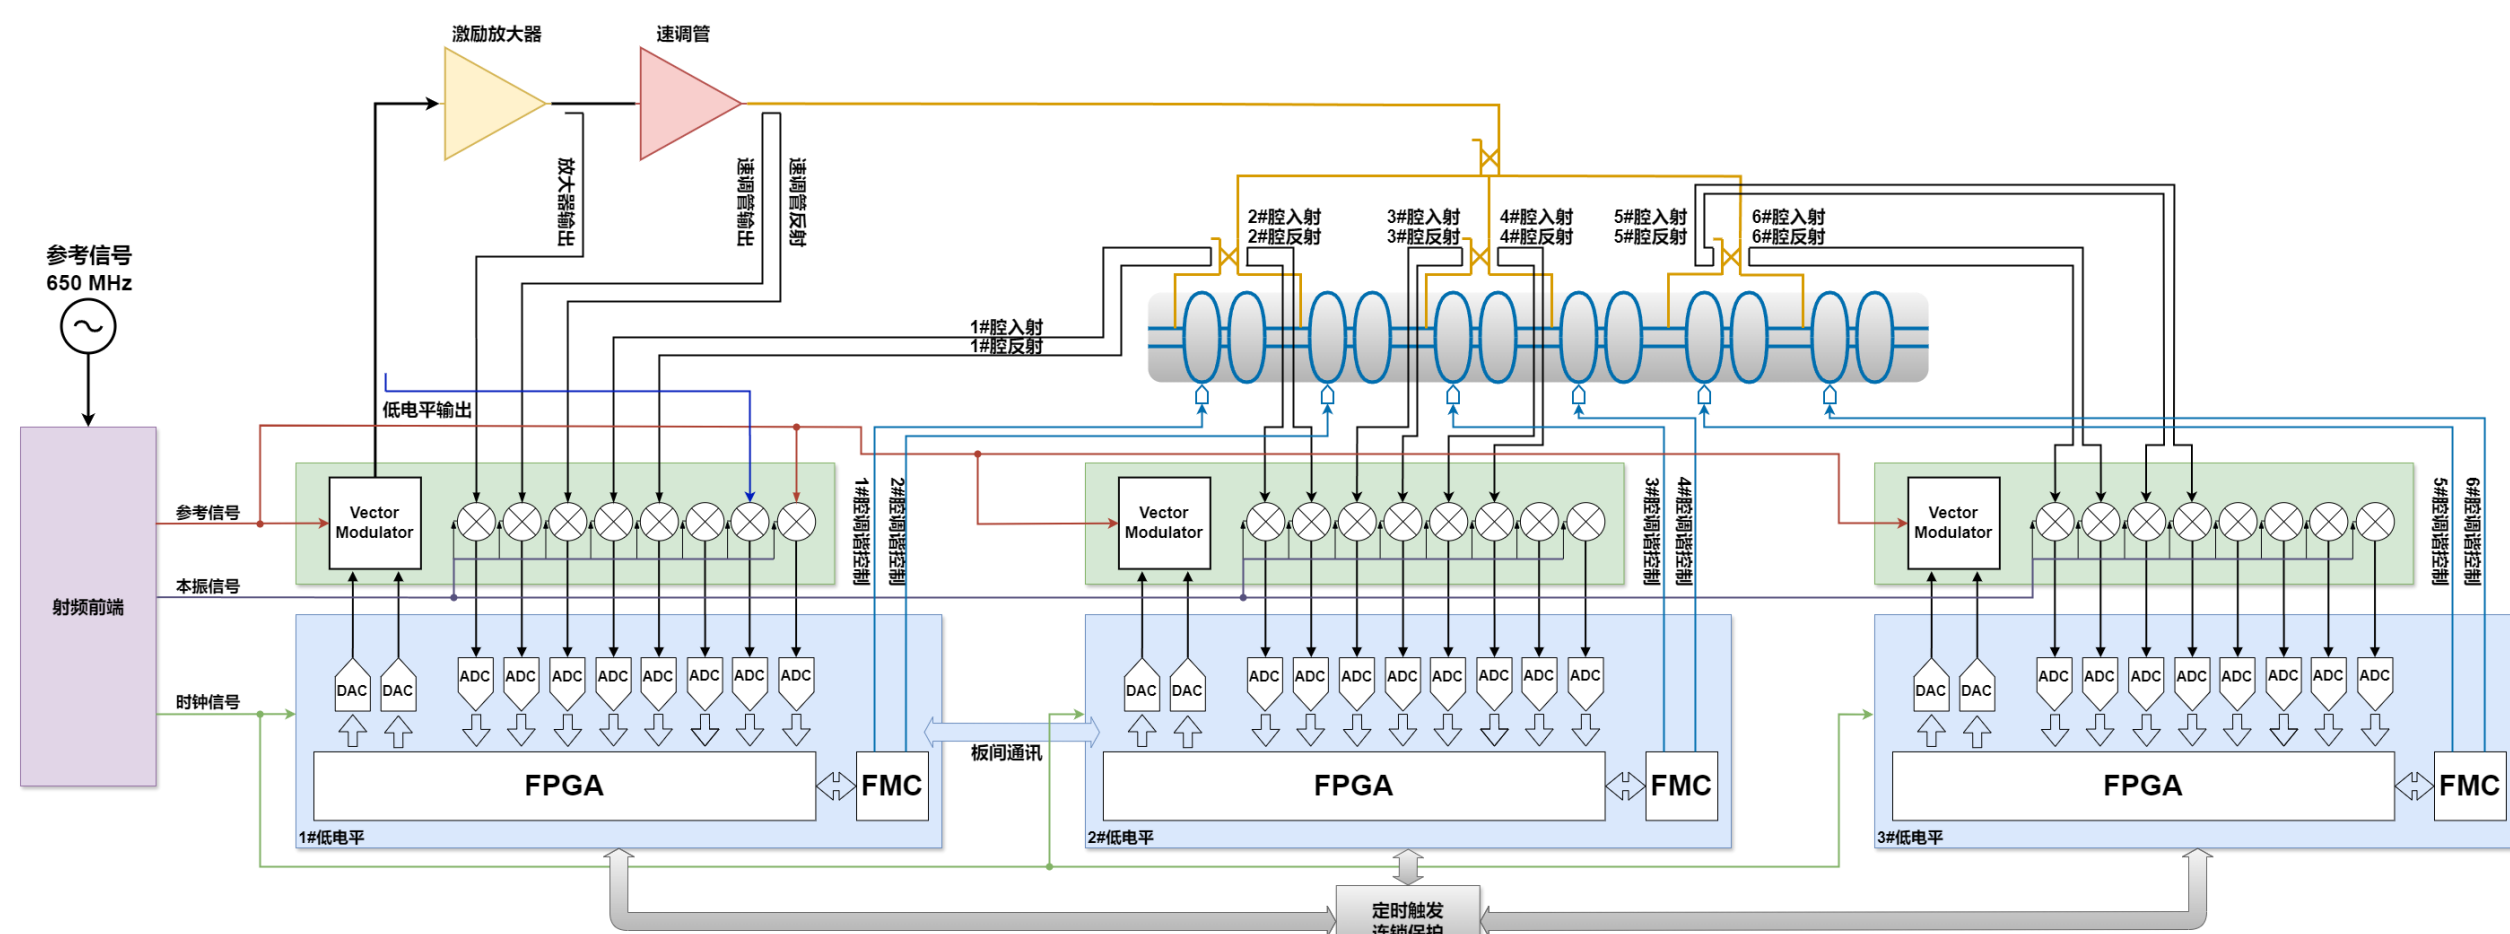 激励放大器
速调管
放大器输出
速调管输出
速调管反射
参考信号
650 MHz
2#腔入射
2#腔反射
3#腔入射
3#腔反射
4#腔入射
4#腔反射
5#腔入射
5#腔反射
6#腔入射
6#腔反射
1#腔入射
1#腔反射
低电平输出
参考信号
本振信号
时钟信号
射频前端
Vector
Modulator
1#腔调谐控制
2#腔调谐控制
Vector
Modulator
3#腔调谐控制
4#腔调谐控制
Vector
Modulator
5#腔调谐控制
6#腔调谐控制
DAC DAC ADC ADC ADC ADC ADC ADC ADC ADC
DAC DAC ADC ADC ADC ADC ADC ADC ADC ADC
DAC DAC ADC ADC ADC ADC ADC ADC ADC ADC
FPGA FMC
板间通讯
FPGA FMC
FPGA FMC
1#低电平
2#低电平
3#低电平
定时触发
连锁保护